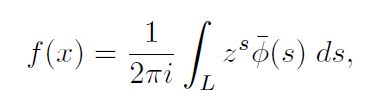 f(x) = \frac{1}{2\pi i} \int_L z^s \bar{\phi}(s) \ ds,